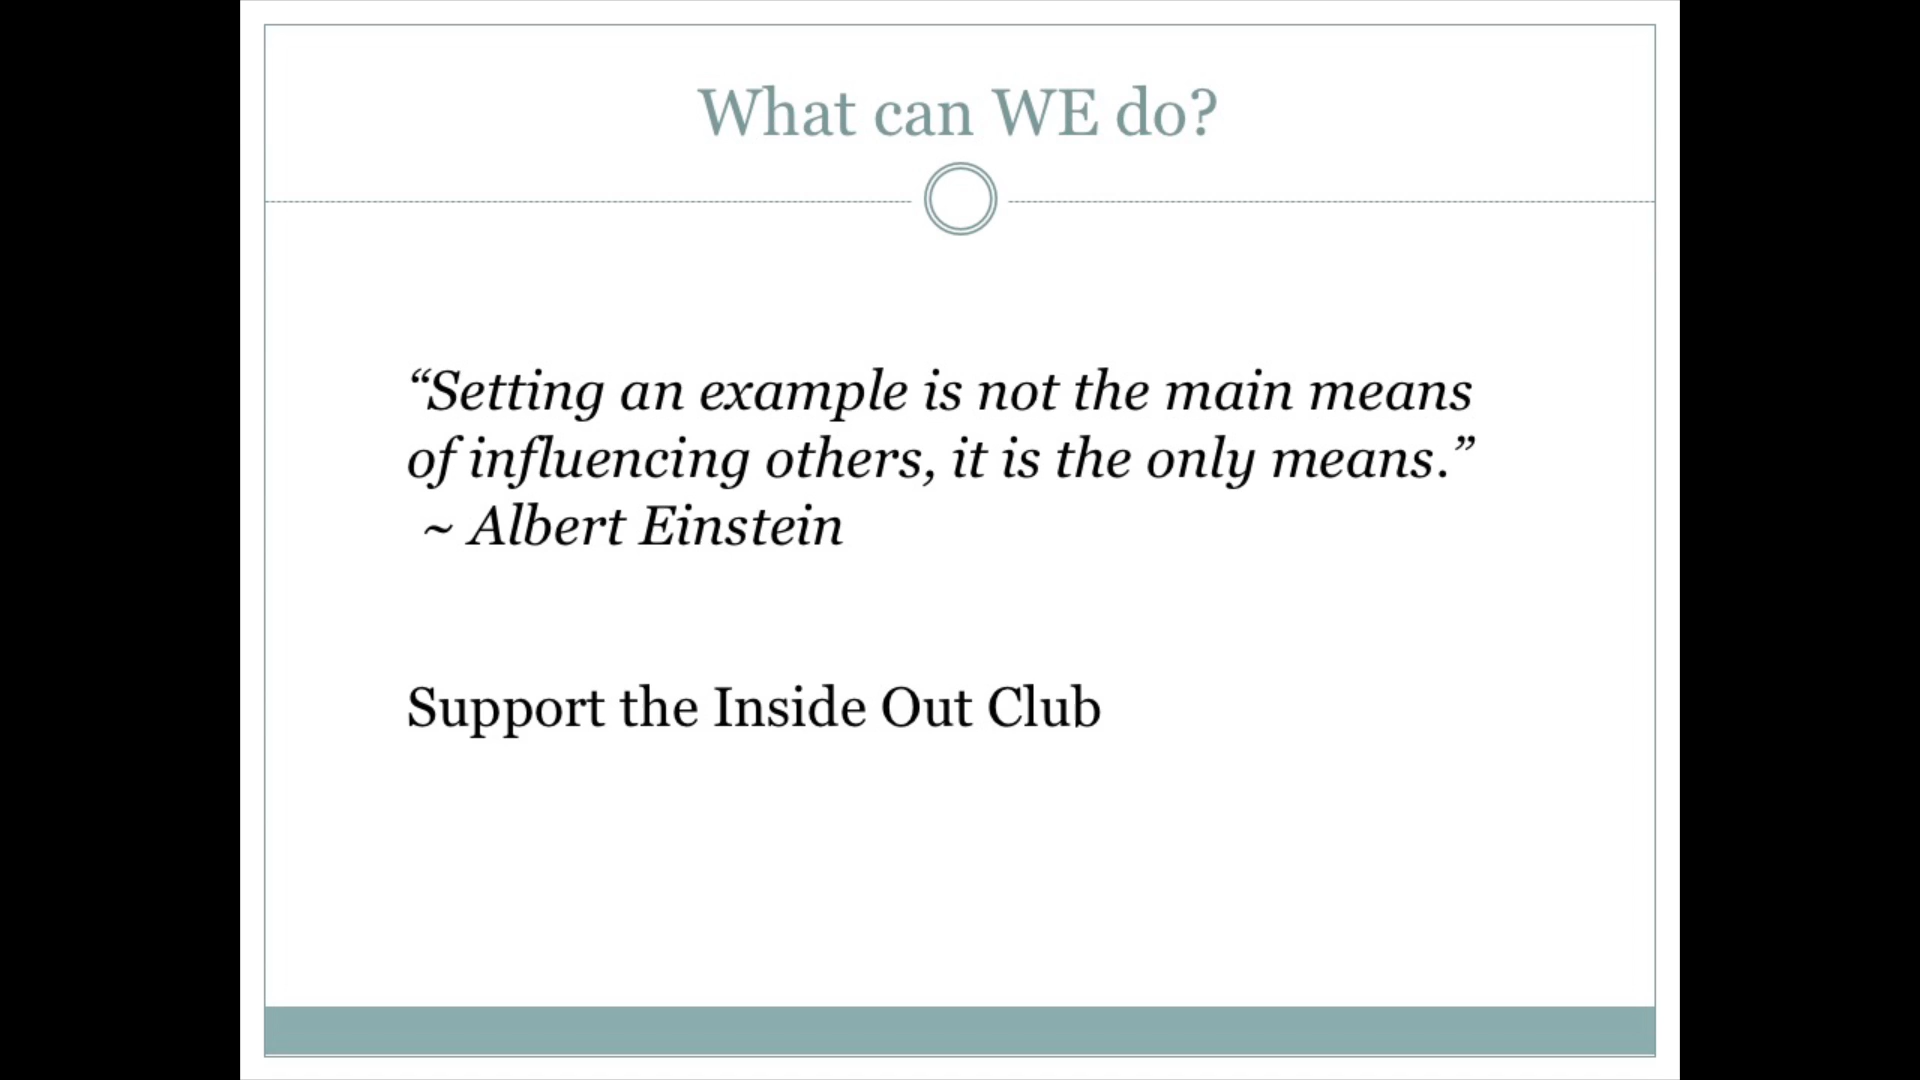 What can WE do?
“Setting an example is not the main means
of influencing others, it is the only means.”
~ Albert Einstein
Support the Inside Out Club